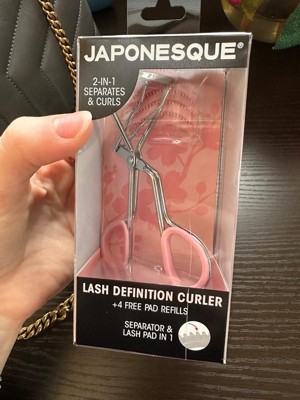 JAPONESQUE®
2-IN-1
SEPARATES
& CURLS
LASH DEFINITION CURLER
+4 FREE PAD REFILLS
SEPARATOR &
LASH PAD IN 1